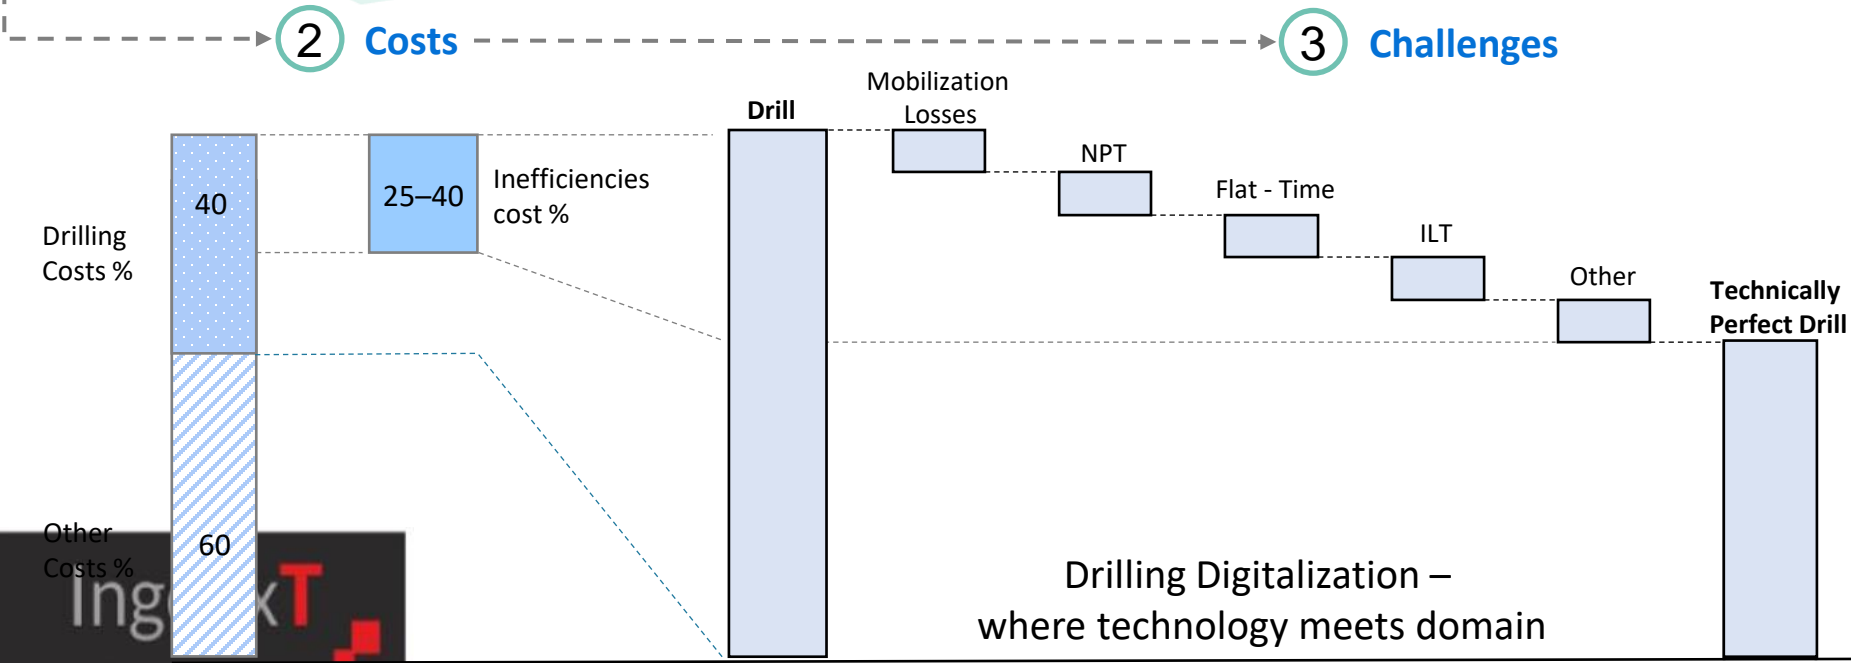 2 Costs
3 Challenges
Mobilization
Losses
Drill
NPT
Flat - Time
ILT
Other
Technically
Perfect Drill
40
25–40
Inefficiencies
cost %
Drilling
Costs %
Other
Costs %
60
Drilling Digitalization –
where technology meets domain